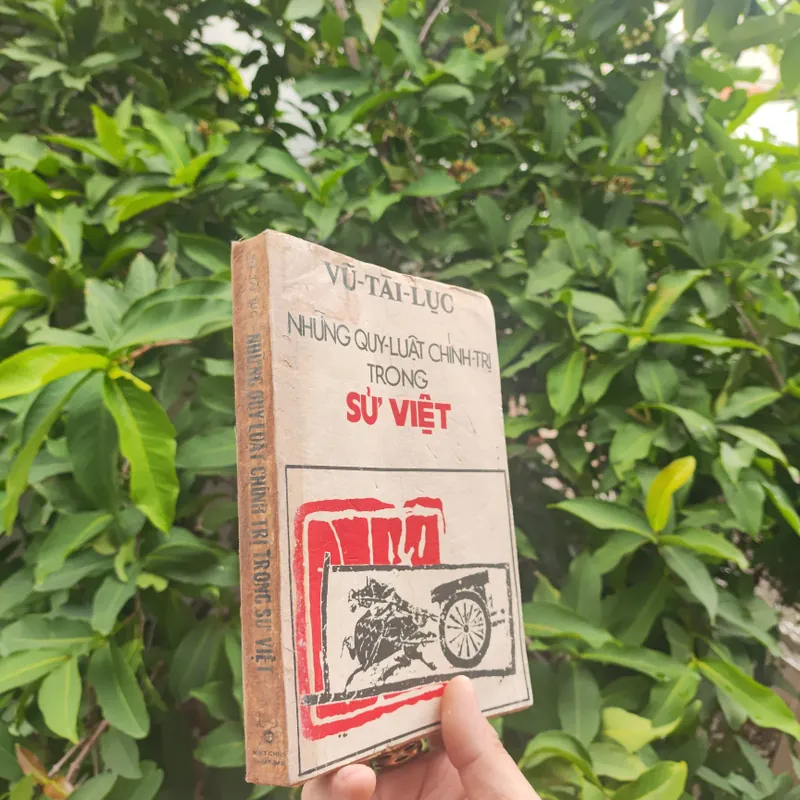 VŨ-TÀI-LỤC
NHỮNG QUY-LUẬT CHÍNH-TRỊ
TRONG
SỬ VIỆT
NHỮNG QUY LUẬT CHÍNH TRỊ TRONG SỬ VIỆT